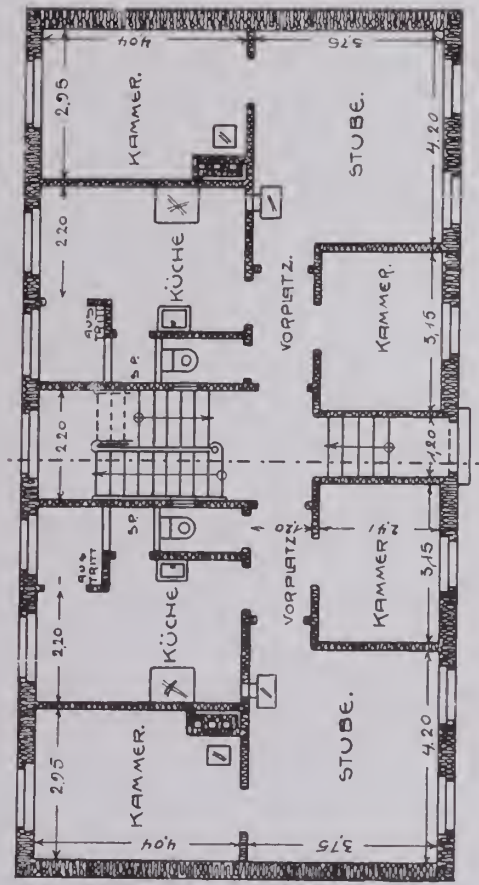 4,04
3,75
2,95
KAMMER.
STUBE.
4.20
2.20
KÜCHE
AUS
TRITT
SP.
VORPLATZ.
KAMMER.
3,15
2.20
1,20
AUS
TRITT
SP.
KÜCHE
VORPLATZ
1.20
2,41
KAMMER.
3,15
2,20
KAMMER.
2.95
STUBE.
4.20
4,04
3,75